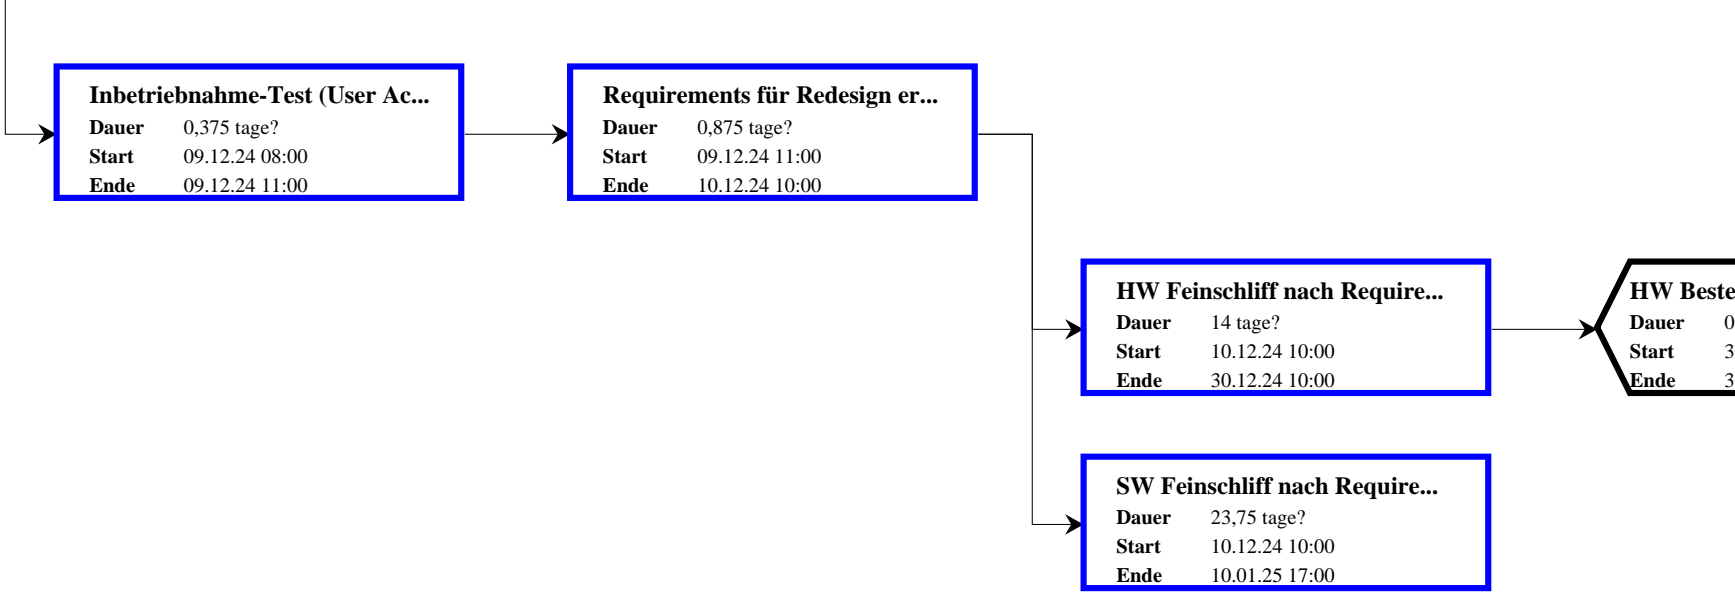 Inbetriebnahme-Test (User Ac...
Dauer 0,375 tage?
Start 09.12.24 08:00
Ende 09.12.24 11:00
Requirements für Redesign er...
Dauer 0,875 tage?
Start 09.12.24 11:00
Ende 10.12.24 10:00
HW Feinschliff nach Require...
Dauer 14 tage?
Start 10.12.24 10:00
Ende 30.12.24 10:00
HW Beste
Dauer 0
Start 3
Ende 3
SW Feinschliff nach Require...
Dauer 23,75 tage?
Start 10.12.24 10:00
Ende 10.01.25 17:00